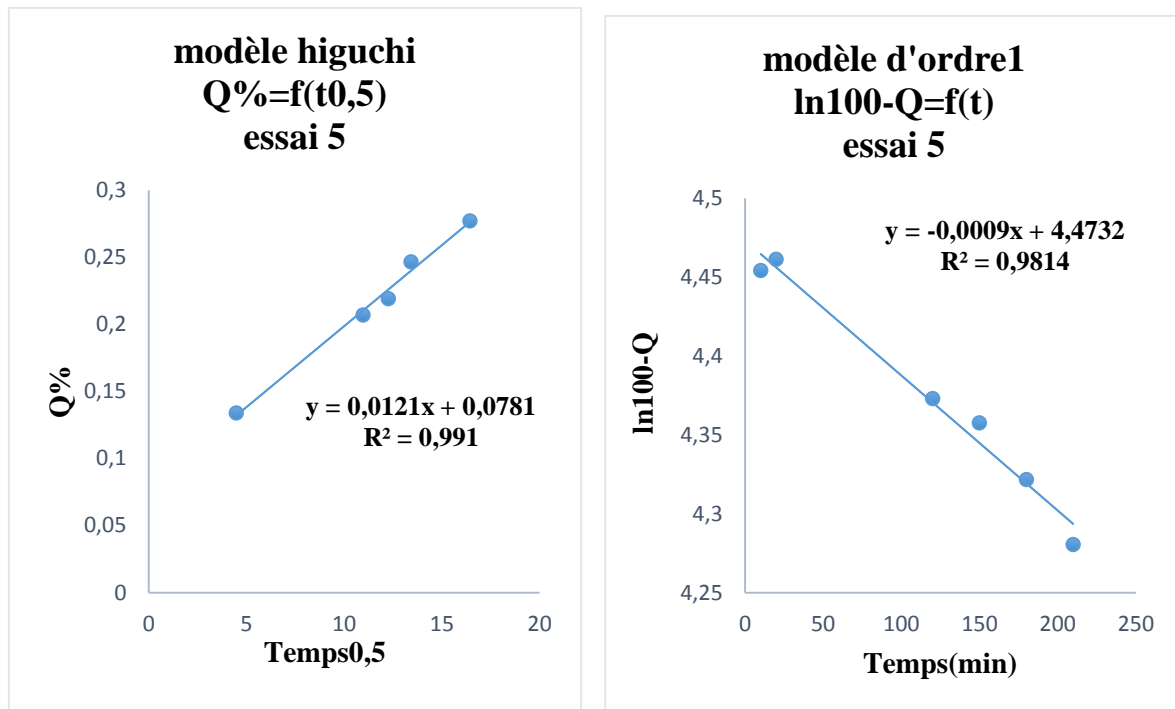 modèle higuchi
Q%=f(t0,5)
essai 5
0,3
0,25
0,2
0,15
0,1
0,05
0
Q%
y = 0,0121x + 0,0781
R² = 0,991
0
5
10
15
20
Temps0,5
modèle d'ordre1
ln100-Q=f(t)
essai 5
4,5
4,45
4,4
4,35
4,3
4,25
ln100-Q
y = -0,0009x + 4,4732
R² = 0,9814
0
50
100
150
200
250
Temps(min)